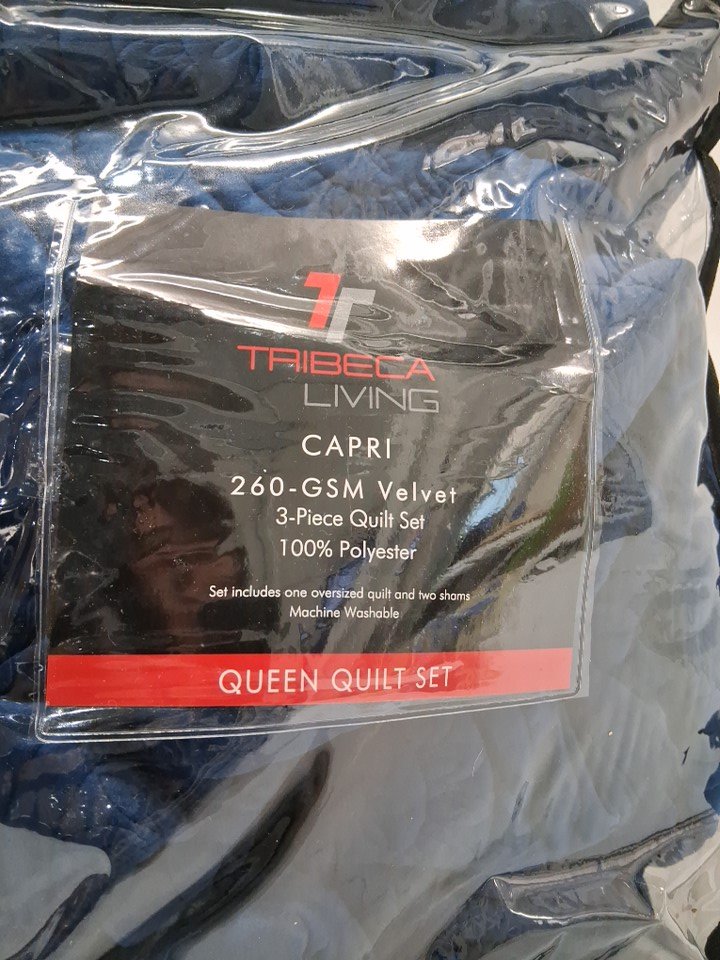 TRIBECA
LIVING
CAPRI
260-GSM Velvet
3-Piece Quilt Set
100% Polyester
Set includes one oversized quilt and two shams
Machine Washable
QUEEN QUILT SET